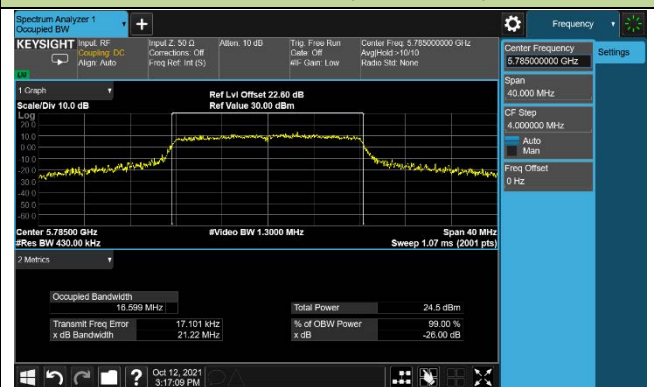 Spectrum Analyzer 1
Occupied BW
+
Frequency
KEYSIGHT Input: RF
Coupling: DC
Align: Auto
Input Z: 50 Ω
Corrections: Off
Freq Ref: Int (S)
Atten: 10 dB
Trig: Free Run
Gate: Off
#IF Gain: Low
Center Freq: 5.785000000 GHz
Avg|Hold:>10/10
Radio Std: None
LM
Center Frequency
5.785000000 GHz
Settings
Span
40.000 MHz
CF Step
4.000000 MHz
Auto
Man
Freq Offset
0 Hz
1 Graph
Scale/Div 10.0 dB
Ref Lvl Offset 22.60 dB
Ref Value 30.00 dBm
Log
20.0
10.0
0.00
-10.0
-20.0
-30.0
-40.0
-50.0
-60.0
Center 5.78500 GHz
#Res BW 430.00 kHz
#Video BW 1.3000 MHz
Span 40 MHz
Sweep 1.07 ms (2001 pts)
2 Metrics
Occupied Bandwidth
16.599 MHz
Total Power 24.5 dBm
Transmit Freq Error 17.101 kHz
% of OBW Power 99.00 %
x dB Bandwidth 21.22 MHz
x dB -26.00 dB
?
Oct 12, 2021
3:17:09 PM